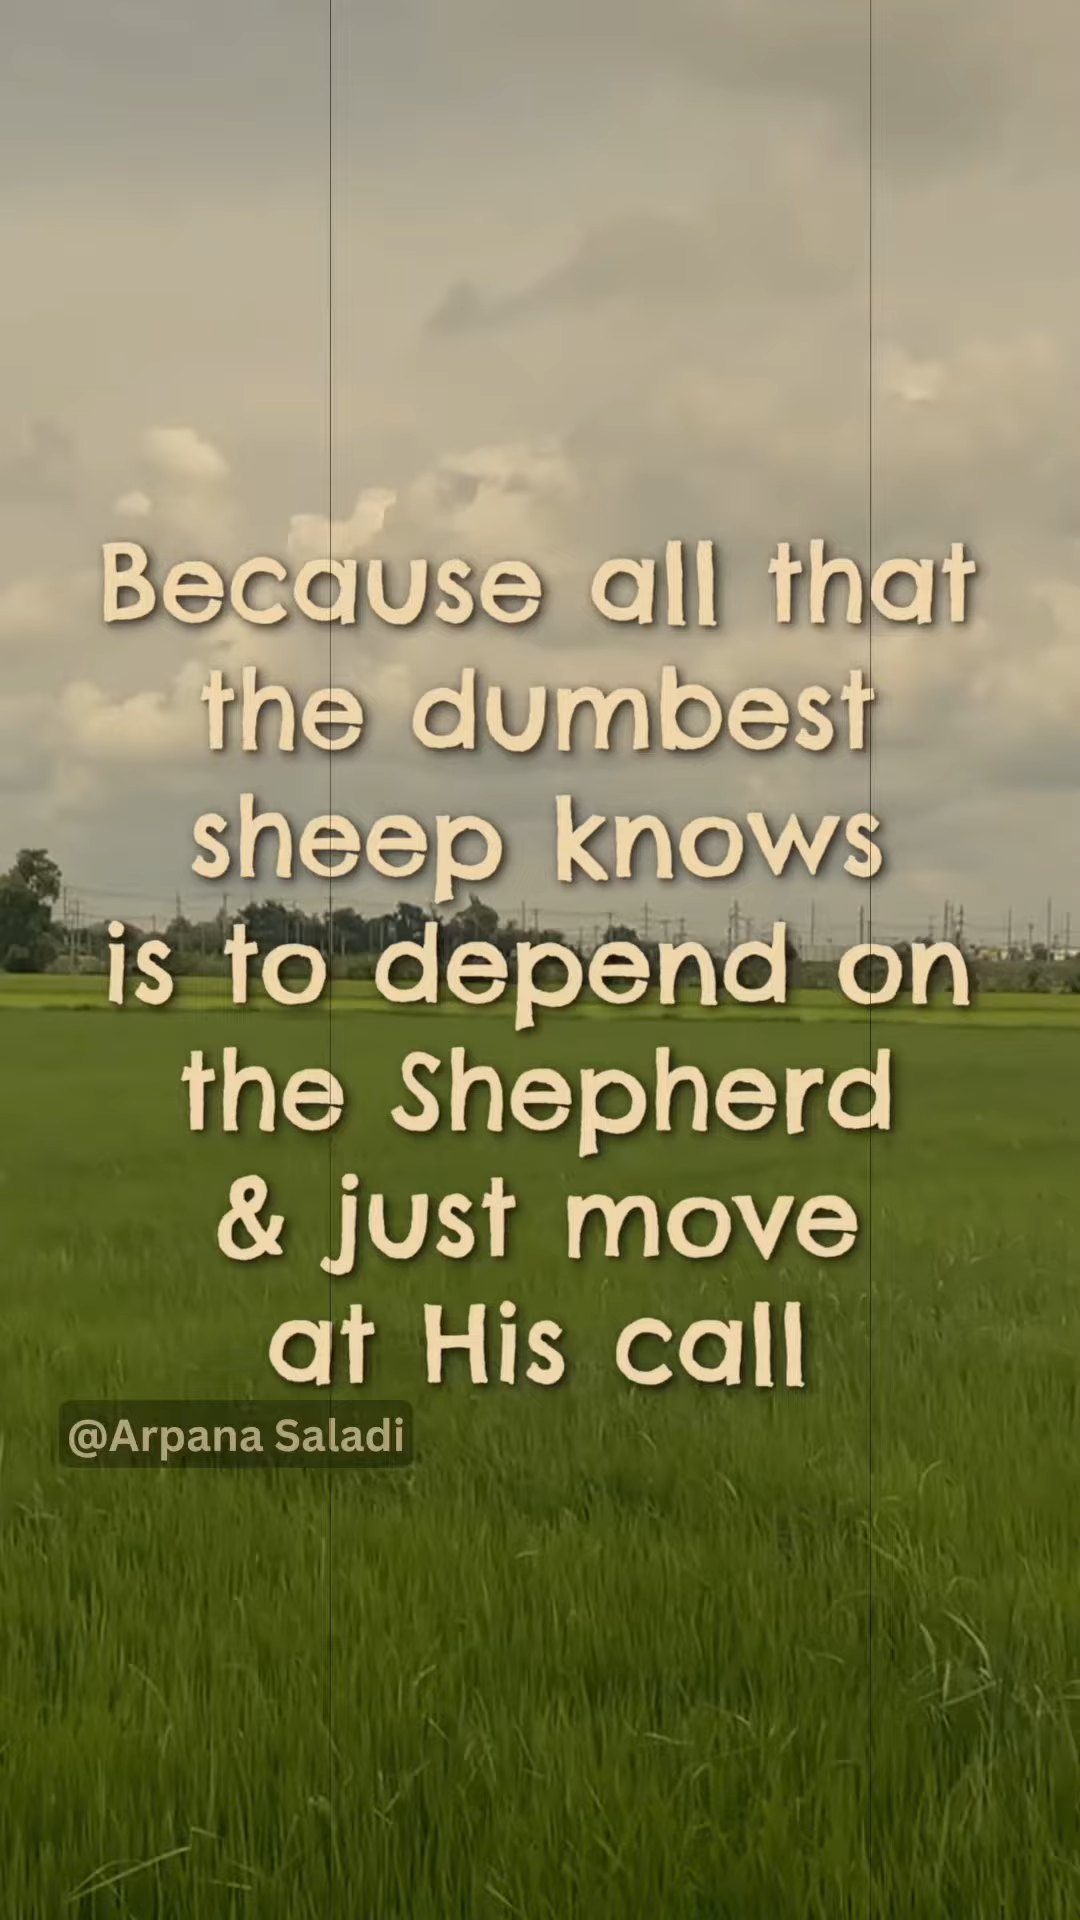 Because all that
the dumbest
sheep knows
is to depend on
the Shepherd
& just move
at His call
@Arpana Saladi